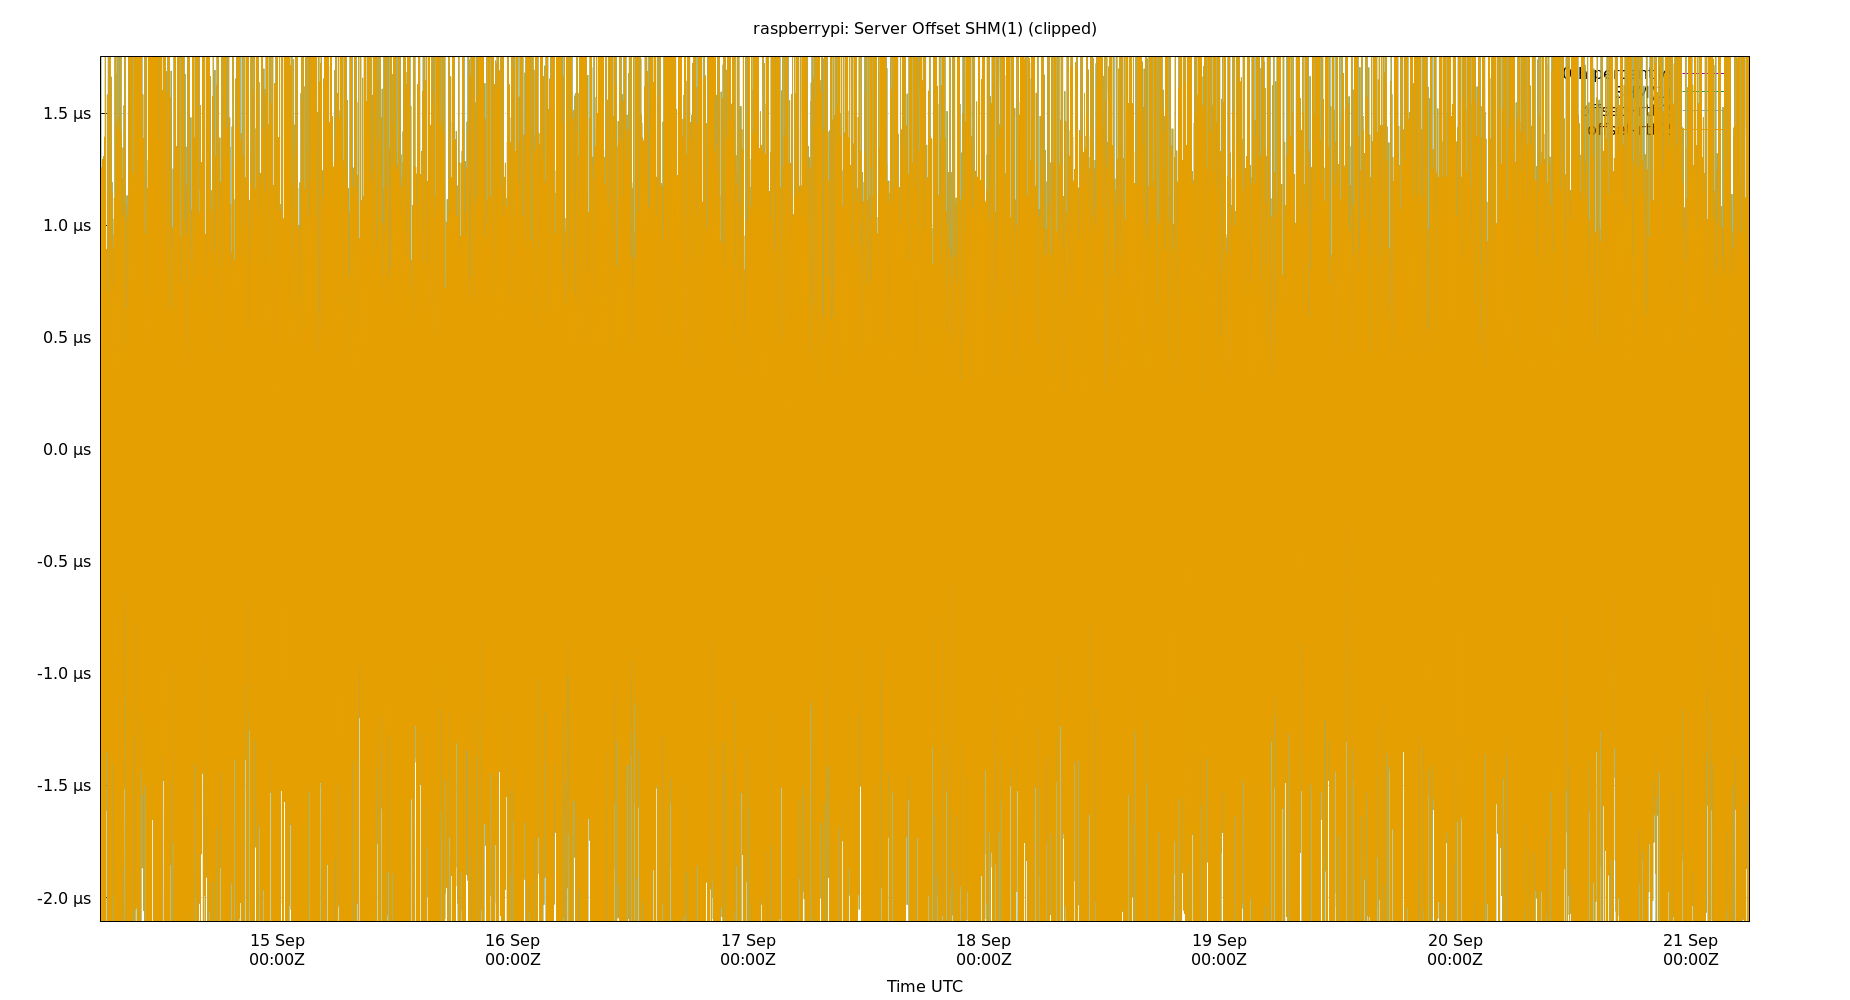 raspberrypi: Server Offset SHM(1) (clipped)
1.5 µs
1.0 µs
0.5 µs
0.0 µs
-0.5 µs
-1.0 µs
-1.5 µs
-2.0 µs
15 Sep 16 Sep 17 Sep 18 Sep 19 Sep 20 Sep 21 Sep
00:00Z 00:00Z 00:00Z 00:00Z 00:00Z 00:00Z 00:00Z
Time UTC